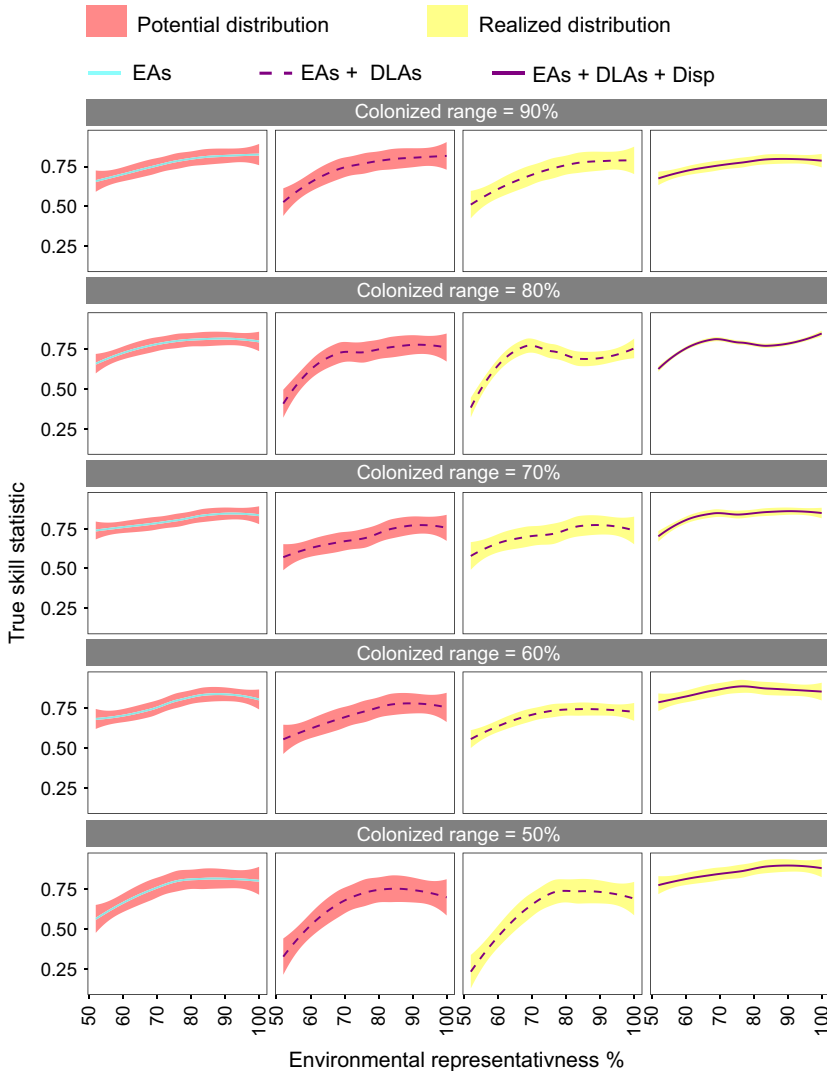 Potential distribution Realized distribution
EAs EAs + DLAs EAs + DLAs + Disp
Colonized range = 90%
0.75
0.50
0.25
Colonized range = 80%
0.75
0.50
0.25
Colonized range = 70%
0.75
0.50
0.25
Colonized range = 60%
0.75
0.50
0.25
Colonized range = 50%
0.75
0.50
0.25
True skill statistic
50 60 70 80 90 100 50 60 70 80 90 100 50 60 70 80 90 100 50 60 70 80 90 100
Environmental representativness %